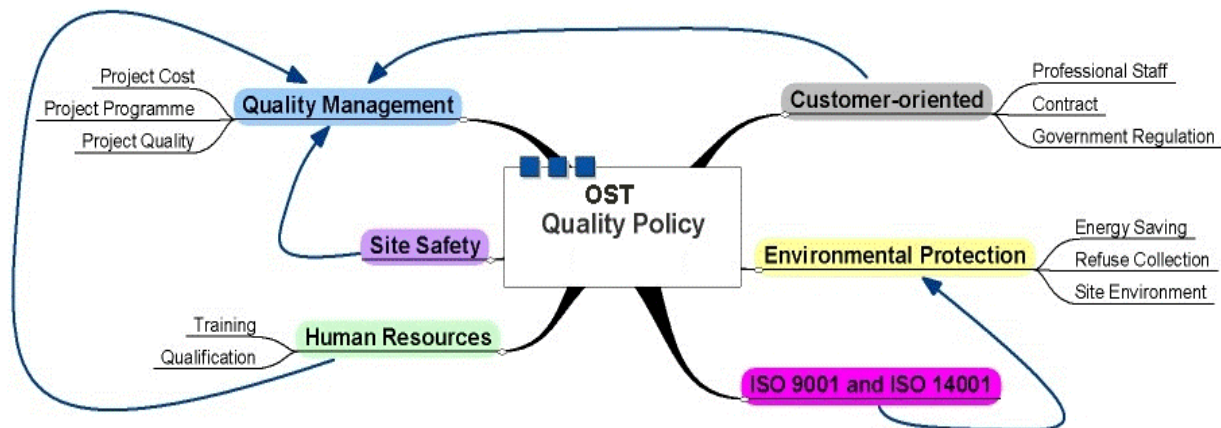 OST
Quality Policy
Quality Management
Project Cost
Project Programme
Project Quality
Site Safety
Human Resources
Training
Qualification
Customer-oriented
Professional Staff
Contract
Government Regulation
Environmental Protection
Energy Saving
Refuse Collection
Site Environment
ISO 9001 and ISO 14001